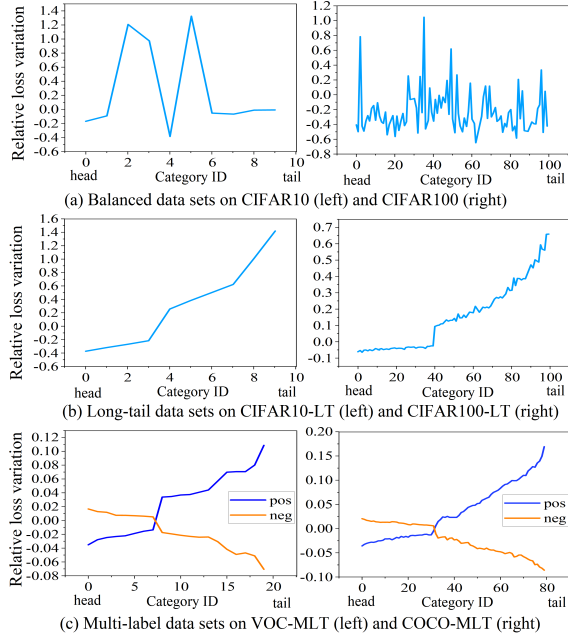 Relative loss variation
1.4
1.2
1.0
0.8
0.6
0.4
0.2
0.0
-0.2
-0.4
-0.6
0 2 4 6 8 10
head Category ID tail
1.2
1.0
0.8
0.6
0.4
0.2
0.0
-0.2
-0.4
-0.6
-0.8
0 20 40 60 80 100
head Category ID tail
(a) Balanced data sets on CIFAR10 (left) and CIFAR100 (right)
Relative loss variation
1.6
1.4
1.2
1.0
0.8
0.6
0.4
0.2
0.0
-0.2
-0.4
-0.6
0 2 4 6 8 10
head Category ID tail
0.7
0.6
0.5
0.4
0.3
0.2
0.1
0.0
-0.1
0 20 40 60 80 100
head Category ID tail
(b) Long-tail data sets on CIFAR10-LT (left) and CIFAR100-LT (right)
Relative loss variation
0.12
0.10
0.08
0.06
0.04
0.02
0.00
-0.02
-0.04
-0.06
-0.08
pos
neg
0 5 10 15 20
head Category ID tail
0.20
0.15
0.10
0.05
0.00
-0.05
-0.10
pos
neg
0 20 40 60 80
head Category ID tail
(c) Multi-label data sets on VOC-MLT (left) and COCO-MLT (right)